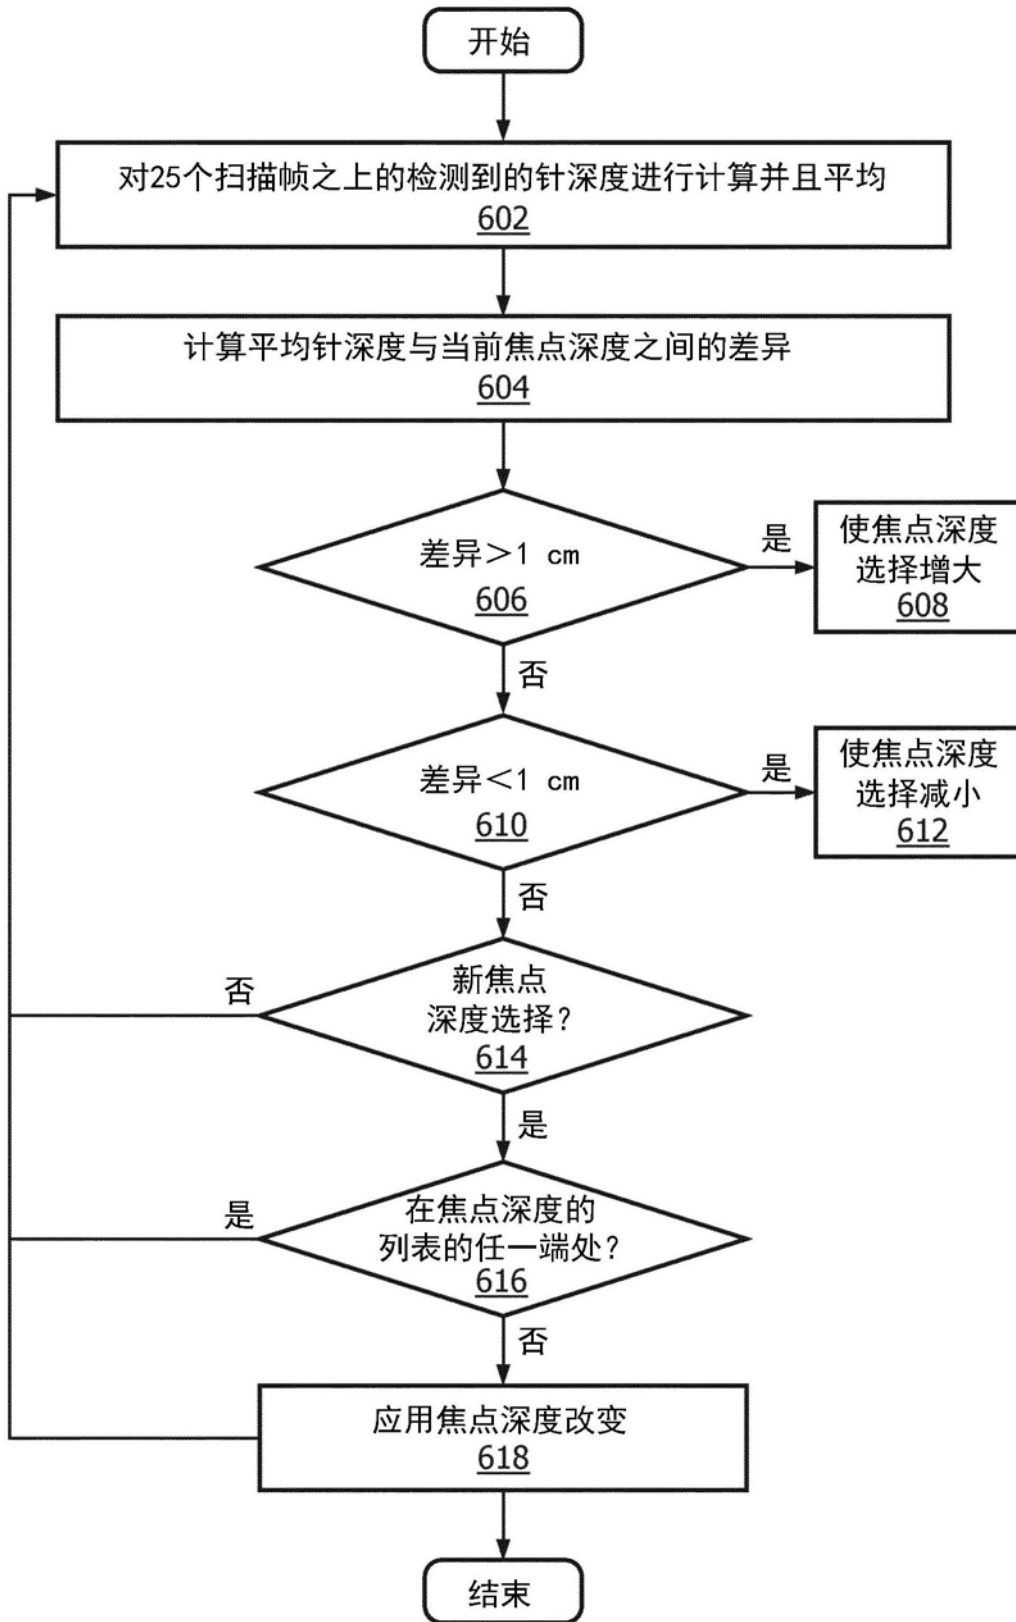 开始
对25个扫描帧之上的检测到的针深度进行计算并且平均
602
计算平均针深度与当前焦点深度之间的差异
604
差异>1 cm
606
是
使焦点深度
选择增大
608
否
差异<1 cm
610
是
使焦点深度
选择减小
612
否
新焦点
深度选择?
614
否
是
在焦点深度的
列表的任一端处?
616
是
否
应用焦点深度改变
618
结束